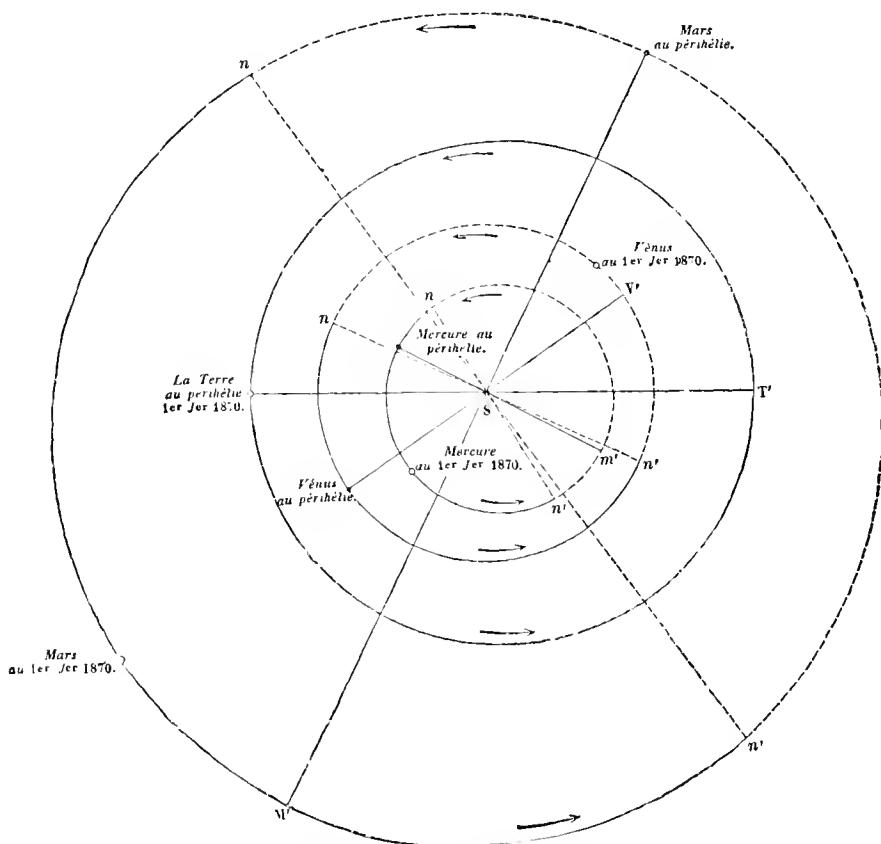 Mars
au périhélie.
n
Vénus
au 1er Jer 1870.
V'
n
n
Mercure au
périhélie.
La Terre
au périhélie
1er Jer 1870.
S
T'
Mercure
au 1er Jer 1870.
m'
n'
Vénus
au périhélie.
n'
Mars
au 1er Jer 1870.
n'
M'